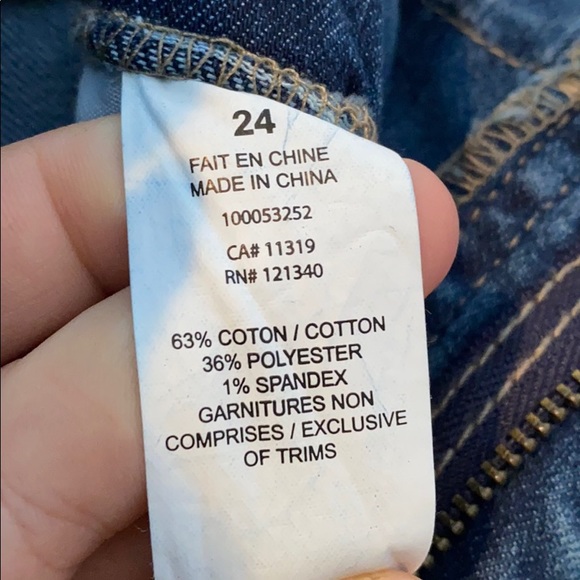 24
FAIT EN CHINE
MADE IN CHINA
100053252
CA# 11319
RN# 121340
63% COTON / COTTON
36% POLYESTER
1% SPANDEX
GARNITURES NON
COMPRISES / EXCLUSIVE
OF TRIMS